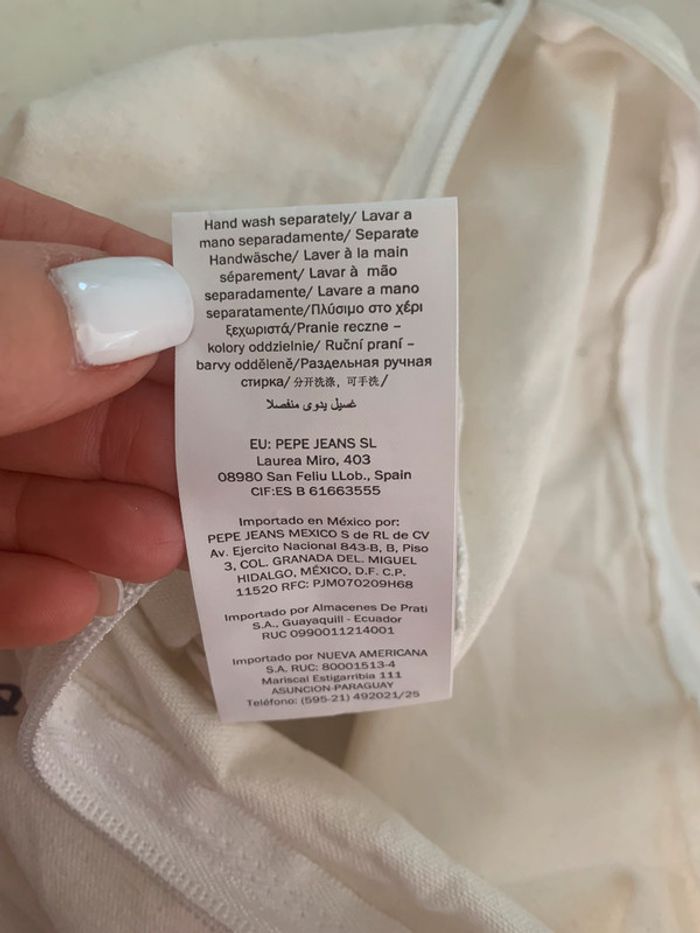 Hand wash separately/ Lavar a
mano separadamente/ Separate
Handwäsche/ Laver à la main
séparement/ Lavar à mão
separadamente/ Lavare a mano
separatamente/Πλύσιμο στο χέρι
ξεχωριστά/Pranie reczne –
kolory oddzielnie/ Ruční praní –
barvy odděleně/Раздельная ручная
стирка/ 分开洗涤, 可手洗/
غسيل يدوى منفصلا
EU: PEPE JEANS SL
Laurea Miro, 403
08980 San Feliu LLob., Spain
CIF:ES B 61663555
Importado en México por:
PEPE JEANS MEXICO S de RL de CV
Av. Ejercito Nacional 843-B, B, Piso
3, COL. GRANADA DEL. MIGUEL
HIDALGO, MÉXICO, D.F. C.P.
11520 RFC: PJM070209H68
Importado por Almacenes De Prati
S.A., Guayaquill - Ecuador
RUC 0990011214001
Importado por NUEVA AMERICANA
S.A. RUC: 80001513-4
Mariscal Estigarribia 111
ASUNCION-PARAGUAY
Teléfono: (595-21) 492021/25